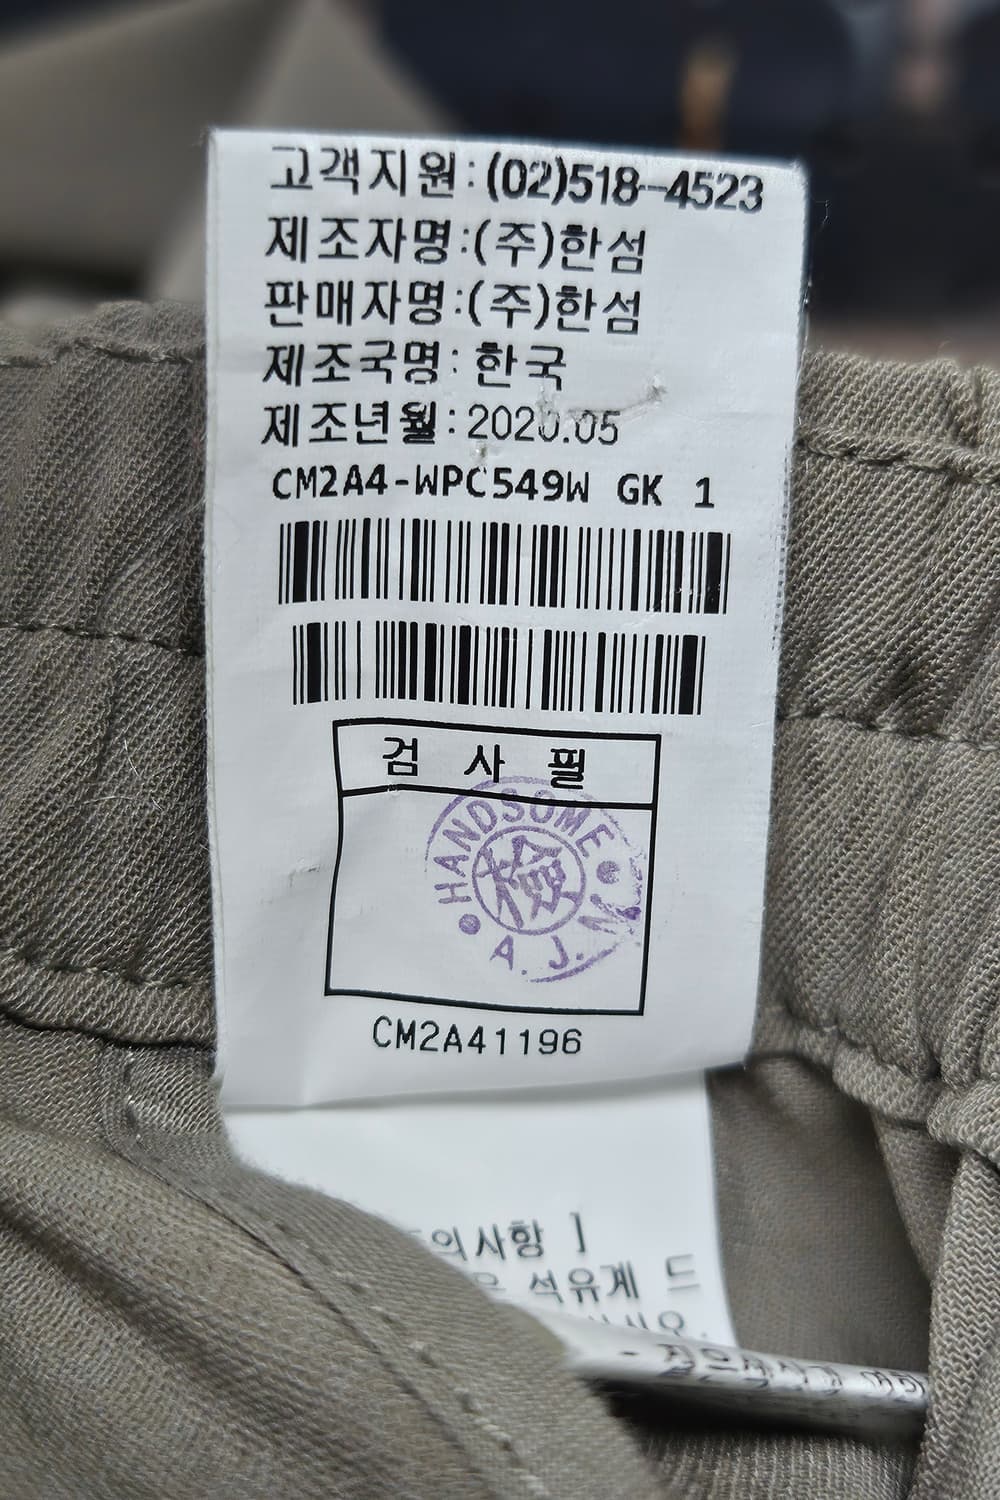 고객지원:(02)518-4523
제조자명:(주)한섬
판매자명:(주)한섬
제조국명: 한국
제조년월:2020.05
CM2A4-WPC549W GK 1
검 사 필
HANDSOME
檢
A.J.M
CM2A41196
의사항 ]
석유계 드